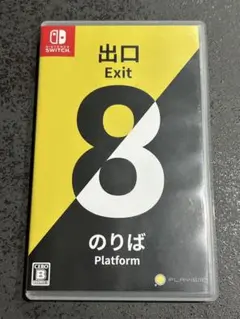 NINTENDO
SWITCH
出口
Exit
8
のりば
Platform
CERO
B
PLAYISM